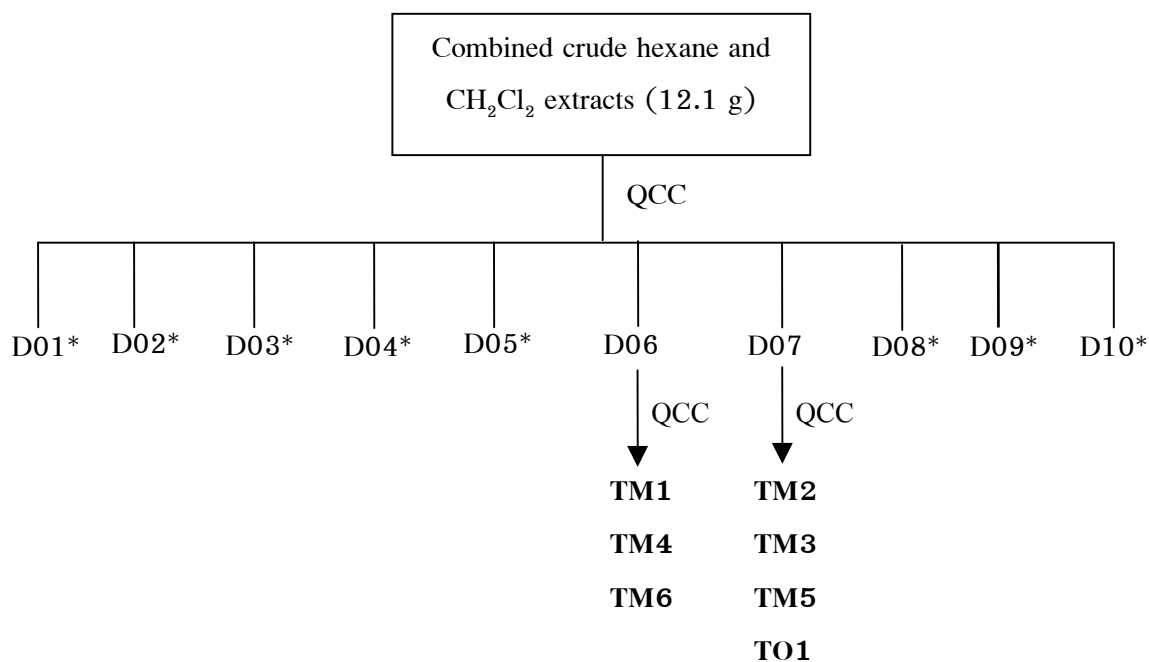 Combined crude hexane and
CH₂Cl₂ extracts (12.1 g)
QCC
D01* D02* D03* D04* D05* D06 D07 D08* D09* D10*
QCC QCC
TM1 TM2
TM4 TM3
TM6 TM5
TO1